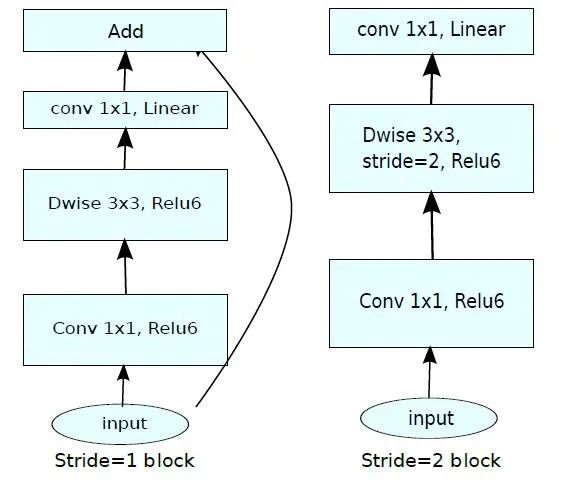 Add
conv 1x1, Linear
Dwise 3x3, Relu6
Conv 1x1, Relu6
input
Stride=1 block
conv 1x1, Linear
Dwise 3x3,
stride=2, Relu6
Conv 1x1, Relu6
input
Stride=2 block